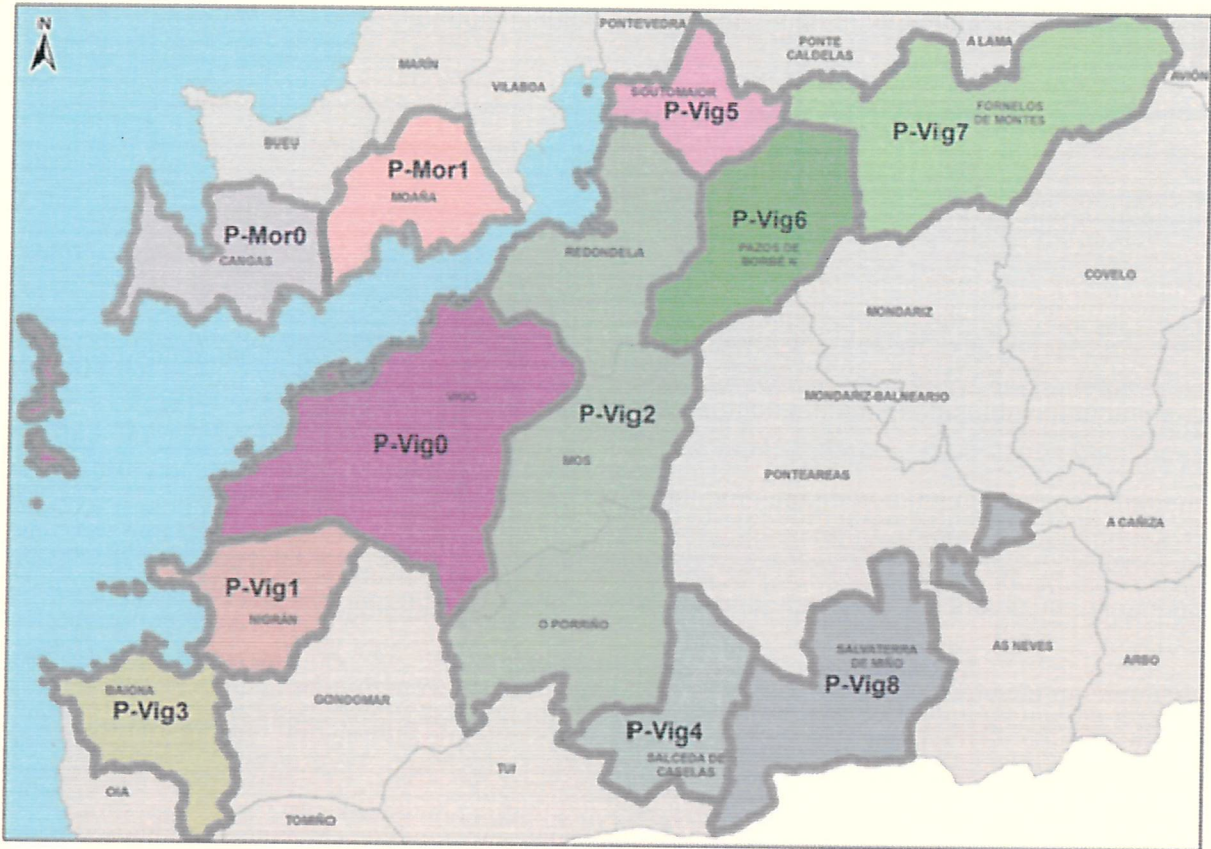 N
PONTEVEDRA
PONTE
CALDELAS
A LAMA
AVIÓN
MARÍN
VILABOA
SOUTOMAIOR
P-Vig5
FORNELOS
DE MONTES
P-Vig7
BUEU
P-Mor1
MOAÑA
P-Mor0
CANGAS
P-Vig6
PAZOS DE
BORBÉN
REDONDELA
COVELO
MONDARIZ
MONDARIZ-BALNEARIO
VIGO
P-Vig2
P-Vig0
MOS
PONTEAREAS
A CAÑIZA
P-Vig1
NIGRÁN
O PORRIÑO
SALVATERRA
DE MIÑO
P-Vig8
AS NEVES
ARBO
BAIONA
P-Vig3
GONDOMAR
P-Vig4
SALCEDA DE
CASELAS
TUI
OIA
TOMIÑO